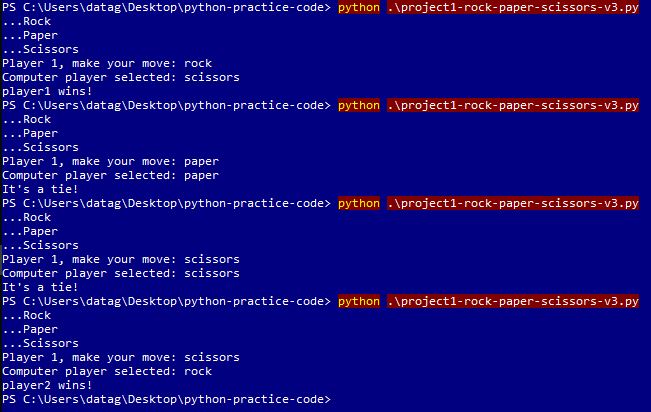 PS C:\Users\datag\Desktop\python-practice-code> python .\project1-rock-paper-scissors-v3.py
...Rock
...Paper
...Scissors
Player 1, make your move: rock
Computer player selected: scissors
player1 wins!
PS C:\Users\datag\Desktop\python-practice-code> python .\project1-rock-paper-scissors-v3.py
...Rock
...Paper
...Scissors
Player 1, make your move: paper
Computer player selected: paper
It's a tie!
PS C:\Users\datag\Desktop\python-practice-code> python .\project1-rock-paper-scissors-v3.py
...Rock
...Paper
...Scissors
Player 1, make your move: scissors
Computer player selected: scissors
It's a tie!
PS C:\Users\datag\Desktop\python-practice-code> python .\project1-rock-paper-scissors-v3.py
...Rock
...Paper
...Scissors
Player 1, make your move: scissors
Computer player selected: rock
player2 wins!
PS C:\Users\datag\Desktop\python-practice-code>